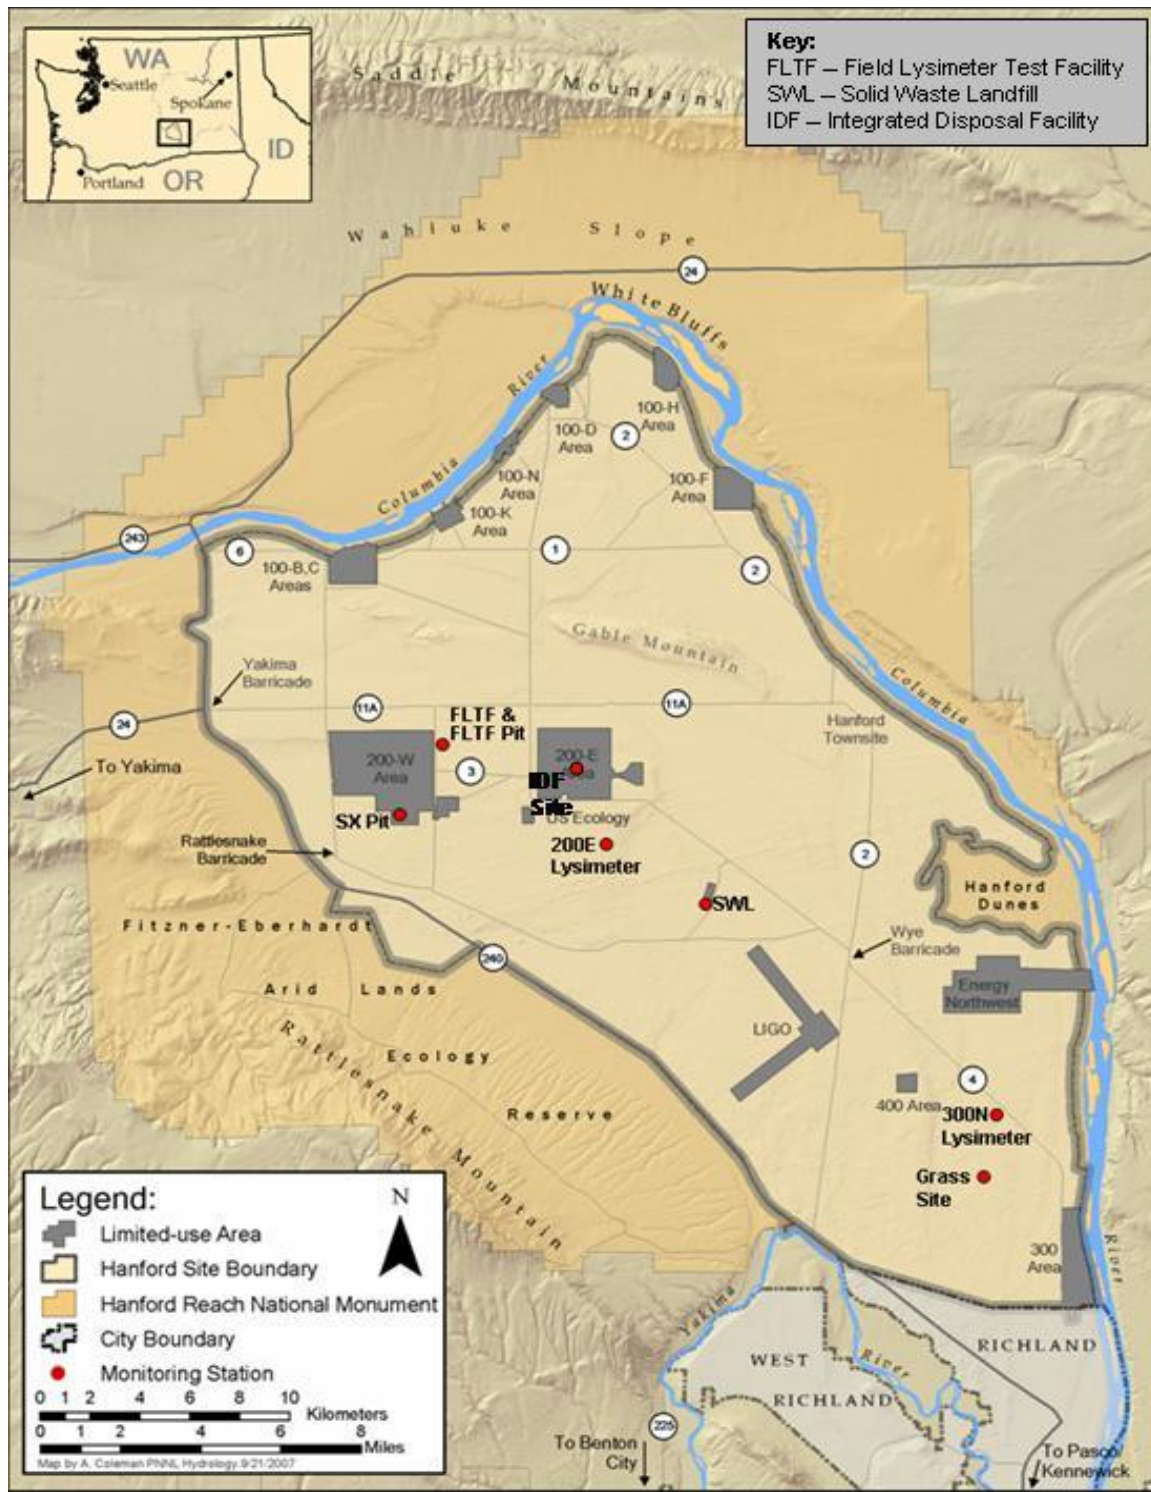 WA
Seattle
Spokane
ID
Portland
OR
Key:
FLTF – Field Lysimeter Test Facility
SWL – Solid Waste Landfill
IDF – Integrated Disposal Facility
Saddle Mountains
Wahluke Slope
24
White Bluffs
River
100-H
Area
100-D
Area
2
100-N
Area
100-F
Area
Columbia
100-K
Area
243
6
1
2
100-B,C
Areas
Gable Mountain
Columbia
Yakima
Barricade
11A
11A
24
FLTF &
FLTF Pit
Hanford
Townsite
To Yakima
200-W
Area
3
200-E
Area
IDF
Site
SX Pit
US Ecology
Rattlesnake
Barricade
200E
Lysimeter
2
Hanford
Dunes
SWL
Fitzner-Eberhardt
Wye
Barricade
240
Arid Lands
Energy
Northwest
LIGO
Rattlesnake Mountain
Ecology
4
400 Area
Reserve
300N
Lysimeter
Grass
Site
300
Area
River
Legend:
N
Limited-use Area
Hanford Site Boundary
Hanford Reach National Monument
City Boundary
Monitoring Station
0 1 2 4 6 8 10
Kilometers
0 1 2 4 6 8
Miles
Map by A. Coleman PNNL Hydrology 9/21/2007
Yakima
River
RICHLAND
WEST
RICHLAND
225
To Benton
City
To Pasco/
Kennewick